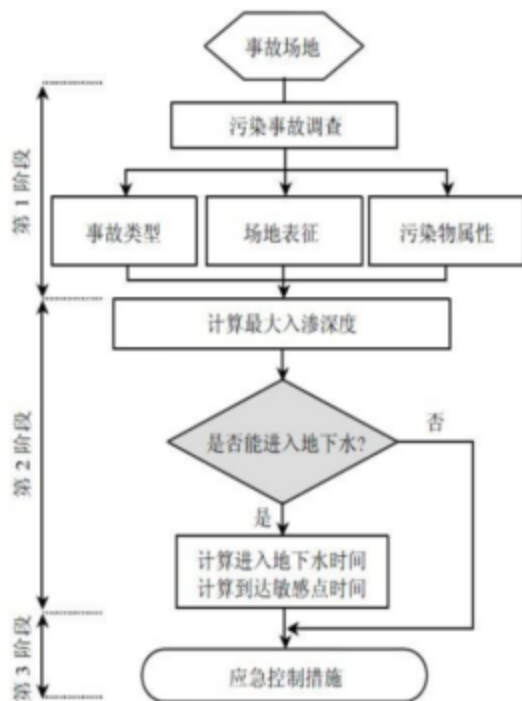 事故场地
污染事故调查
第 1 阶段
事故类型
场地表征
污染物属性
计算最大入渗深度
第 2 阶段
是否能进入地下水?
否
是
计算进入地下水时间
计算到达敏感点时间
第 3 阶段
应急控制措施